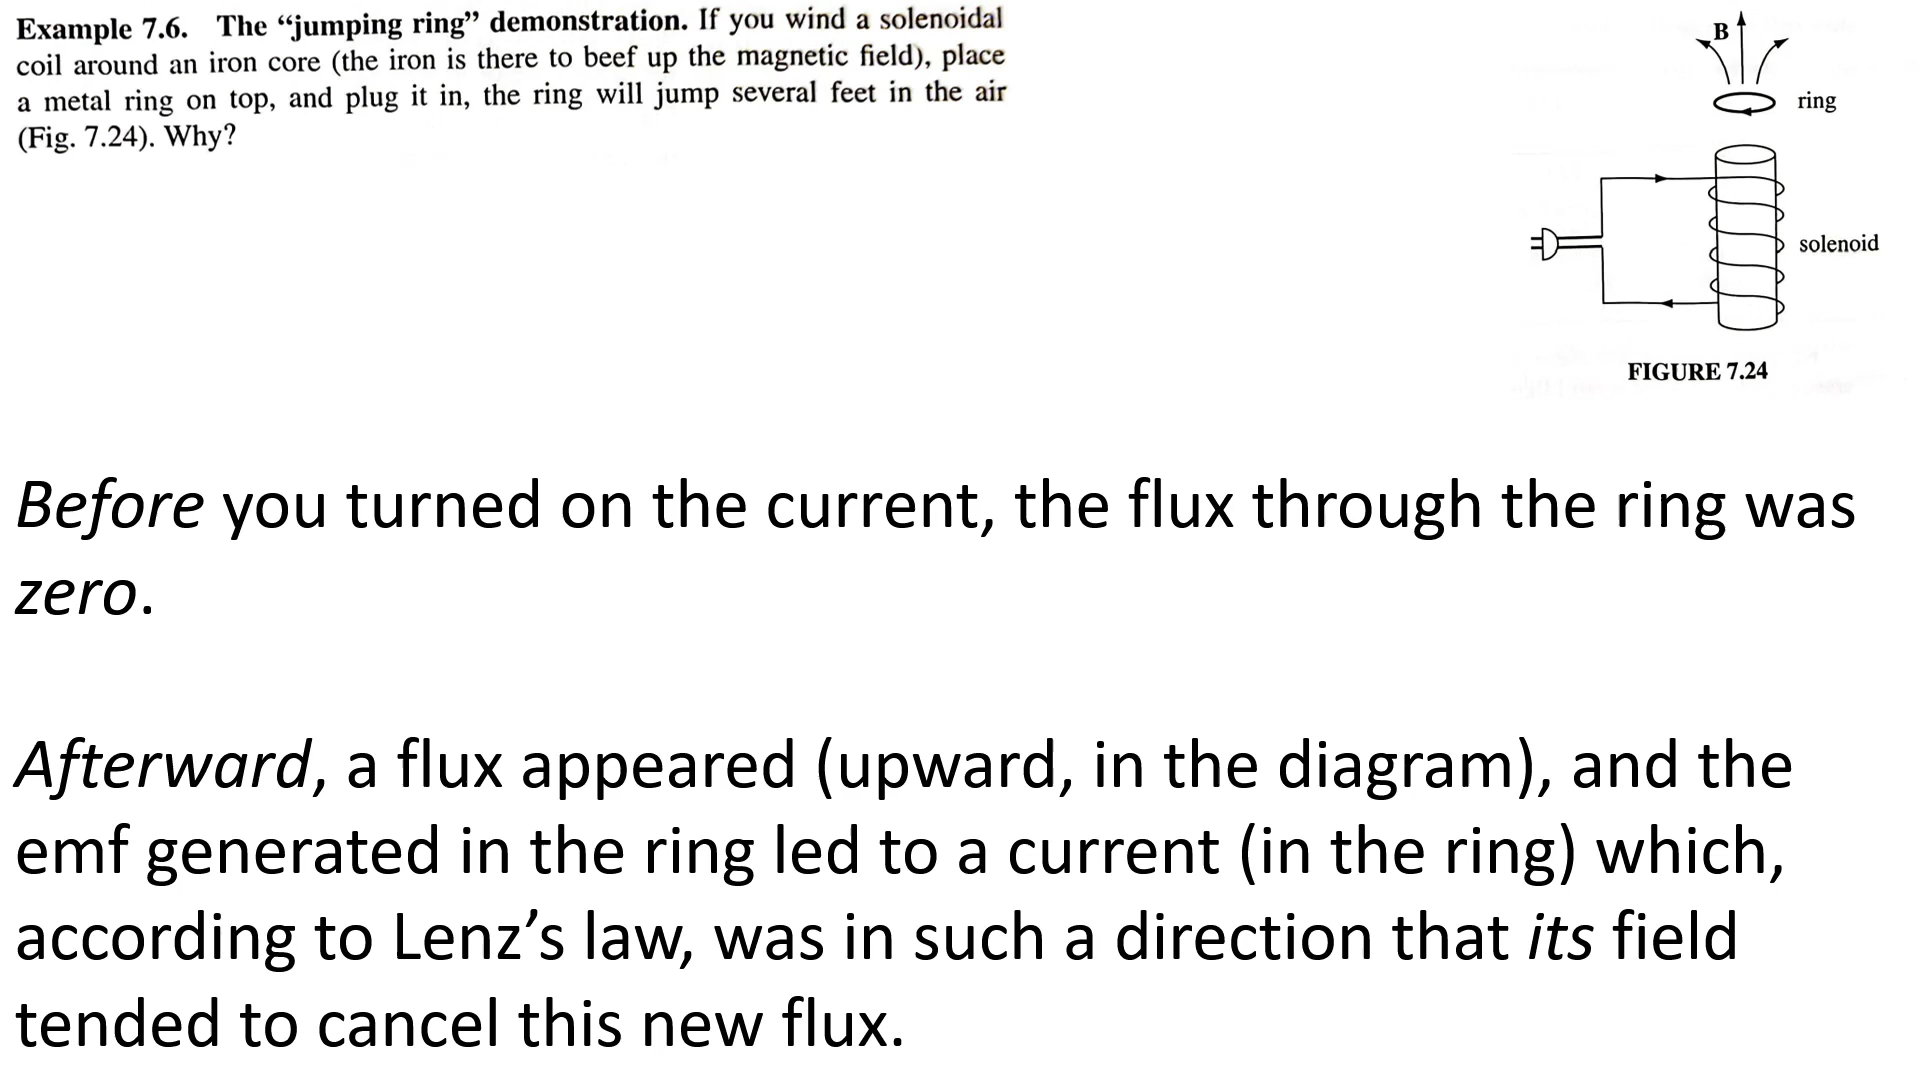 Example 7.6. The “jumping ring” demonstration. If you wind a solenoidal
coil around an iron core (the iron is there to beef up the magnetic field), place
a metal ring on top, and plug it in, the ring will jump several feet in the air
(Fig. 7.24). Why?
B
ring
solenoid
FIGURE 7.24
Before you turned on the current, the flux through the ring was
zero.
Afterward, a flux appeared (upward, in the diagram), and the
emf generated in the ring led to a current (in the ring) which,
according to Lenz’s law, was in such a direction that its field
tended to cancel this new flux.